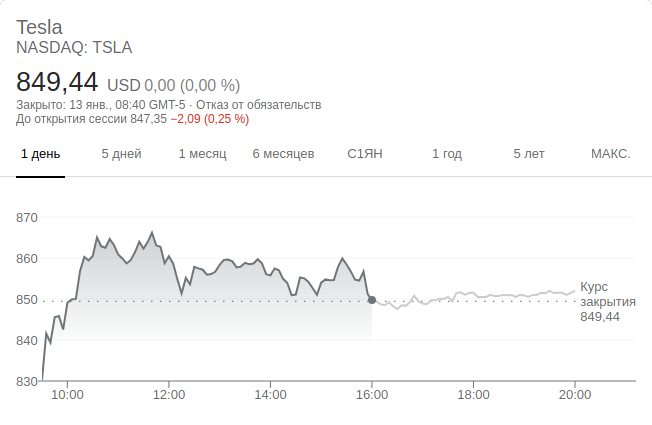 Tesla
NASDAQ: TSLA
849,44 USD 0,00 (0,00 %)
Закрыто: 13 янв., 08:40 GMT-5 · Отказ от обязательств
До открытия сессии 847,35 −2,09 (0,25 %)
1 день 5 дней 1 месяц 6 месяцев С1ЯН 1 год 5 лет МАКС.
870
860
850
840
830
Курс
закрытия
849,44
10:00 12:00 14:00 16:00 18:00 20:00